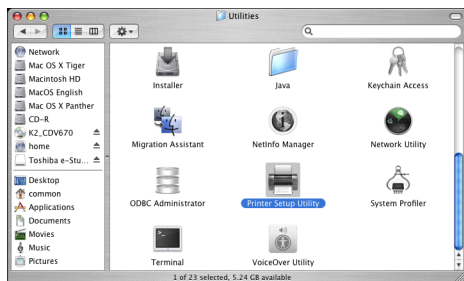 Utilities
Network
Mac OS X Tiger
Macintosh HD
MacOS English
Mac OS X Panther
CD-R
K2_CDV670
home
Toshiba e-Stu...
Desktop
common
Applications
Documents
Movies
Music
Pictures
Installer
Java
Keychain Access
Migration Assistant
NetInfo Manager
Network Utility
ODBC Administrator
Printer Setup Utility
System Profiler
Terminal
VoiceOver Utility
1 of 23 selected, 5.24 GB available